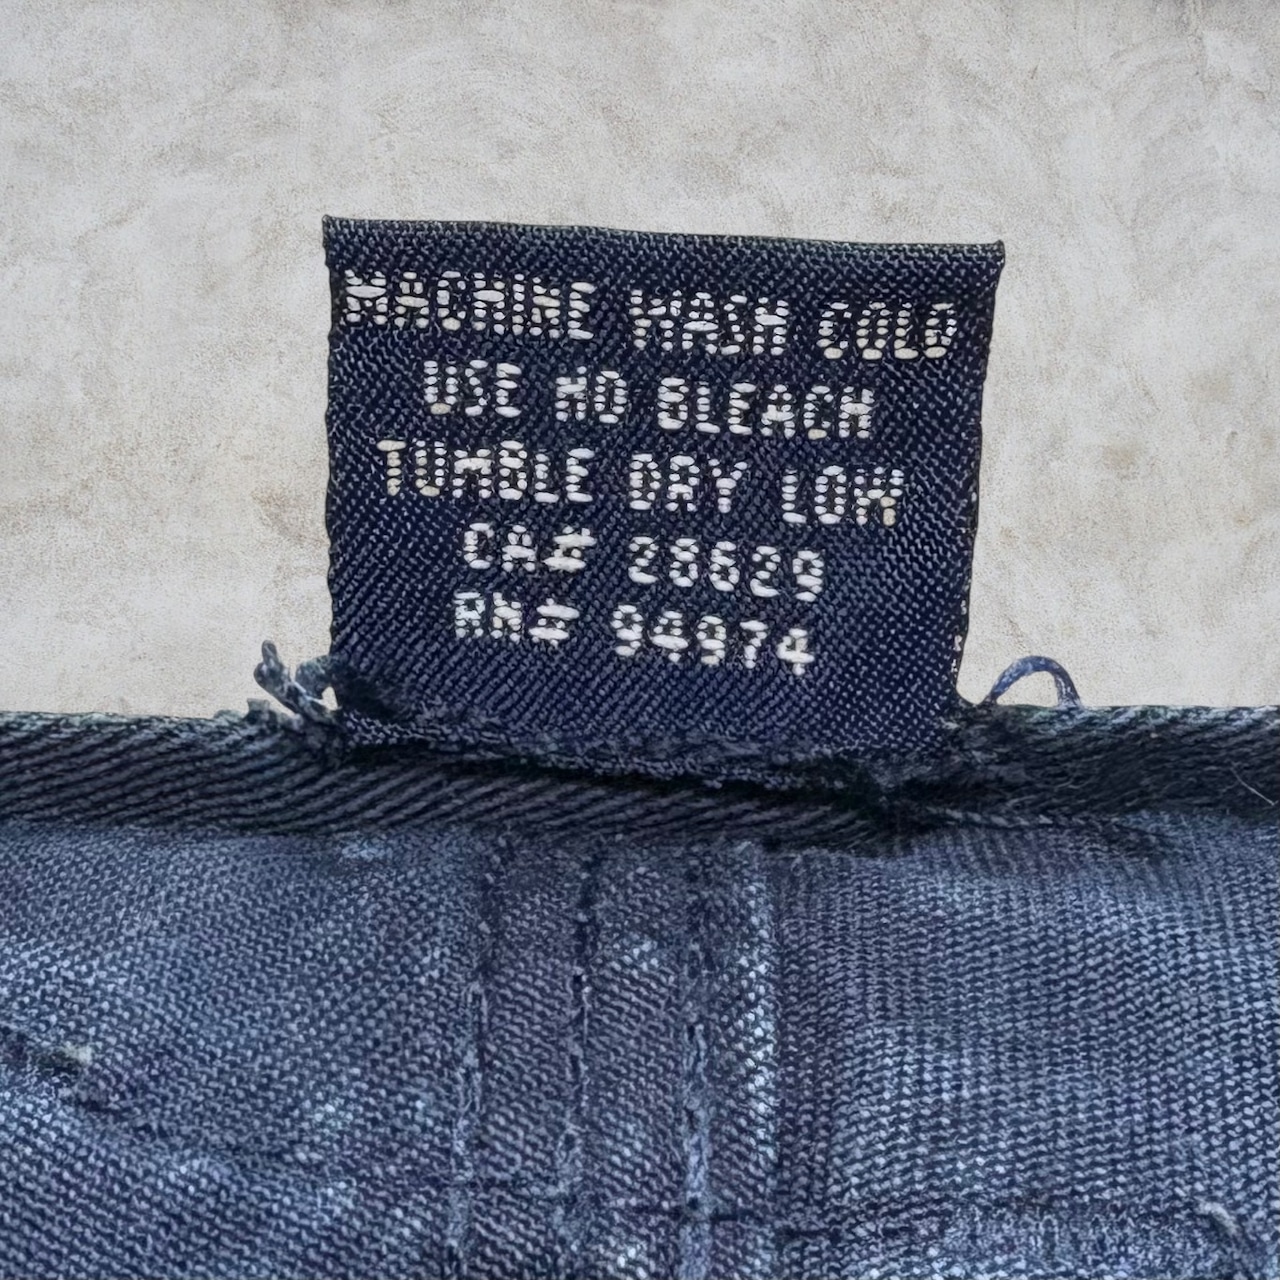 MACHINE WASH COLD
USE NO BLEACH
TUMBLE DRY LOW
CA# 28629
RN# 94974